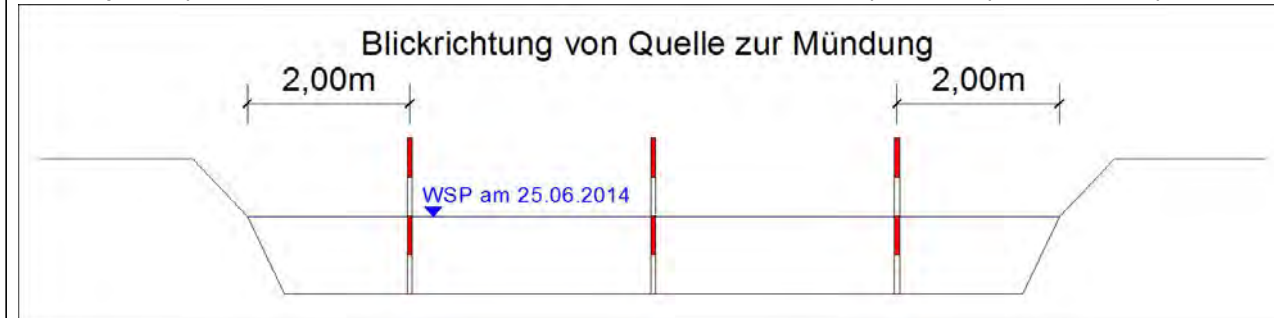 Blickrichtung von Quelle zur Mündung
2,00m 2,00m
WSP am 25.06.2014